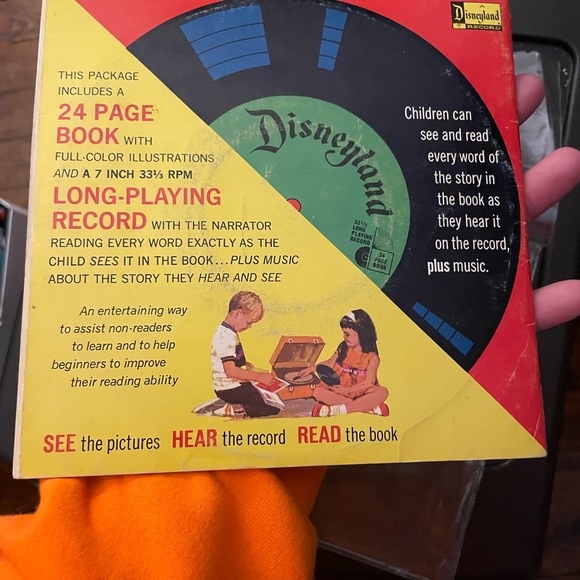 Disneyland
RECORD
THIS PACKAGE
INCLUDES A
24 PAGE
BOOK WITH
FULL-COLOR ILLUSTRATIONS
AND A 7 INCH 33⅓ RPM
LONG-PLAYING
RECORD WITH THE NARRATOR
READING EVERY WORD EXACTLY AS THE
CHILD SEES IT IN THE BOOK...PLUS MUSIC
ABOUT THE STORY THEY HEAR AND SEE
An entertaining way
to assist non-readers
to learn and to help
beginners to improve
their reading ability
Disneyland
33⅓
LONG
PLAYING
RECORD
24
PAGE
BOOK
Children can
see and read
every word of
the story in
the book as
they hear it
on the record,
plus music.
SEE the pictures HEAR the record READ the book